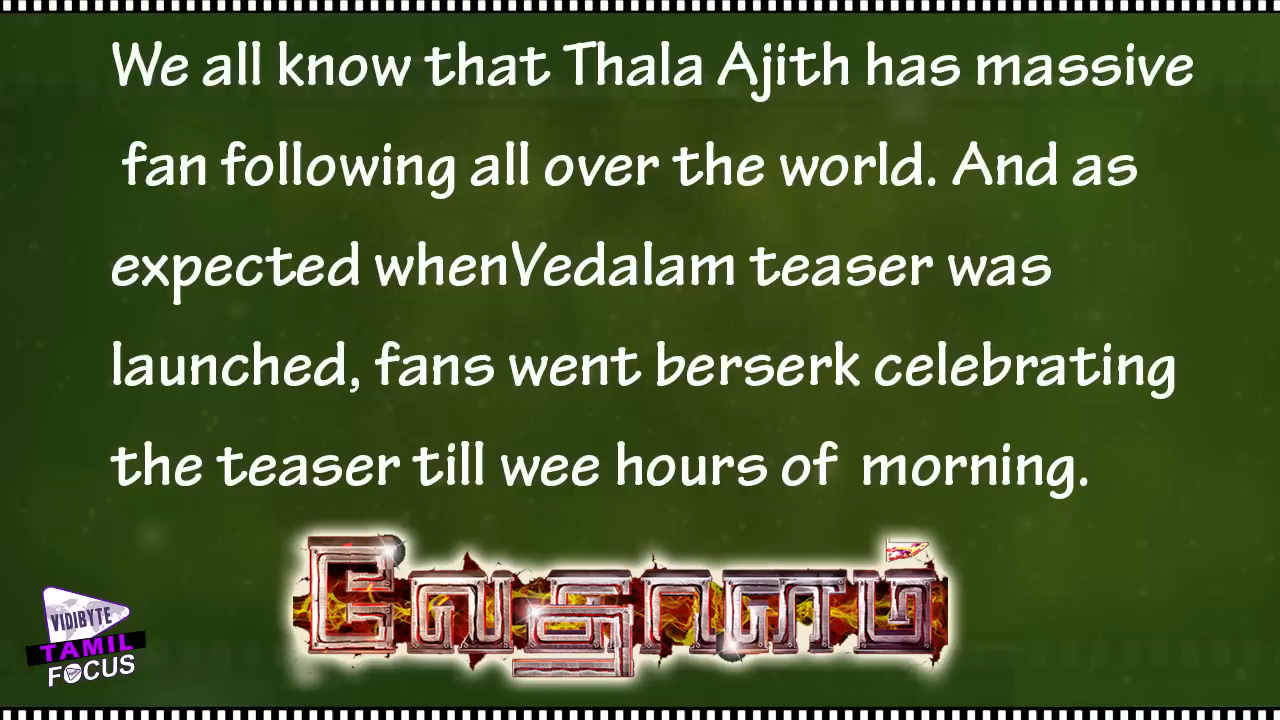 We all know that Thala Ajith has massive
fan following all over the world. And as
expected whenVedalam teaser was
launched, fans went berserk celebrating
the teaser till wee hours of morning.
வேதாளம்
VIDIBYTE
TAMIL
FOCUS